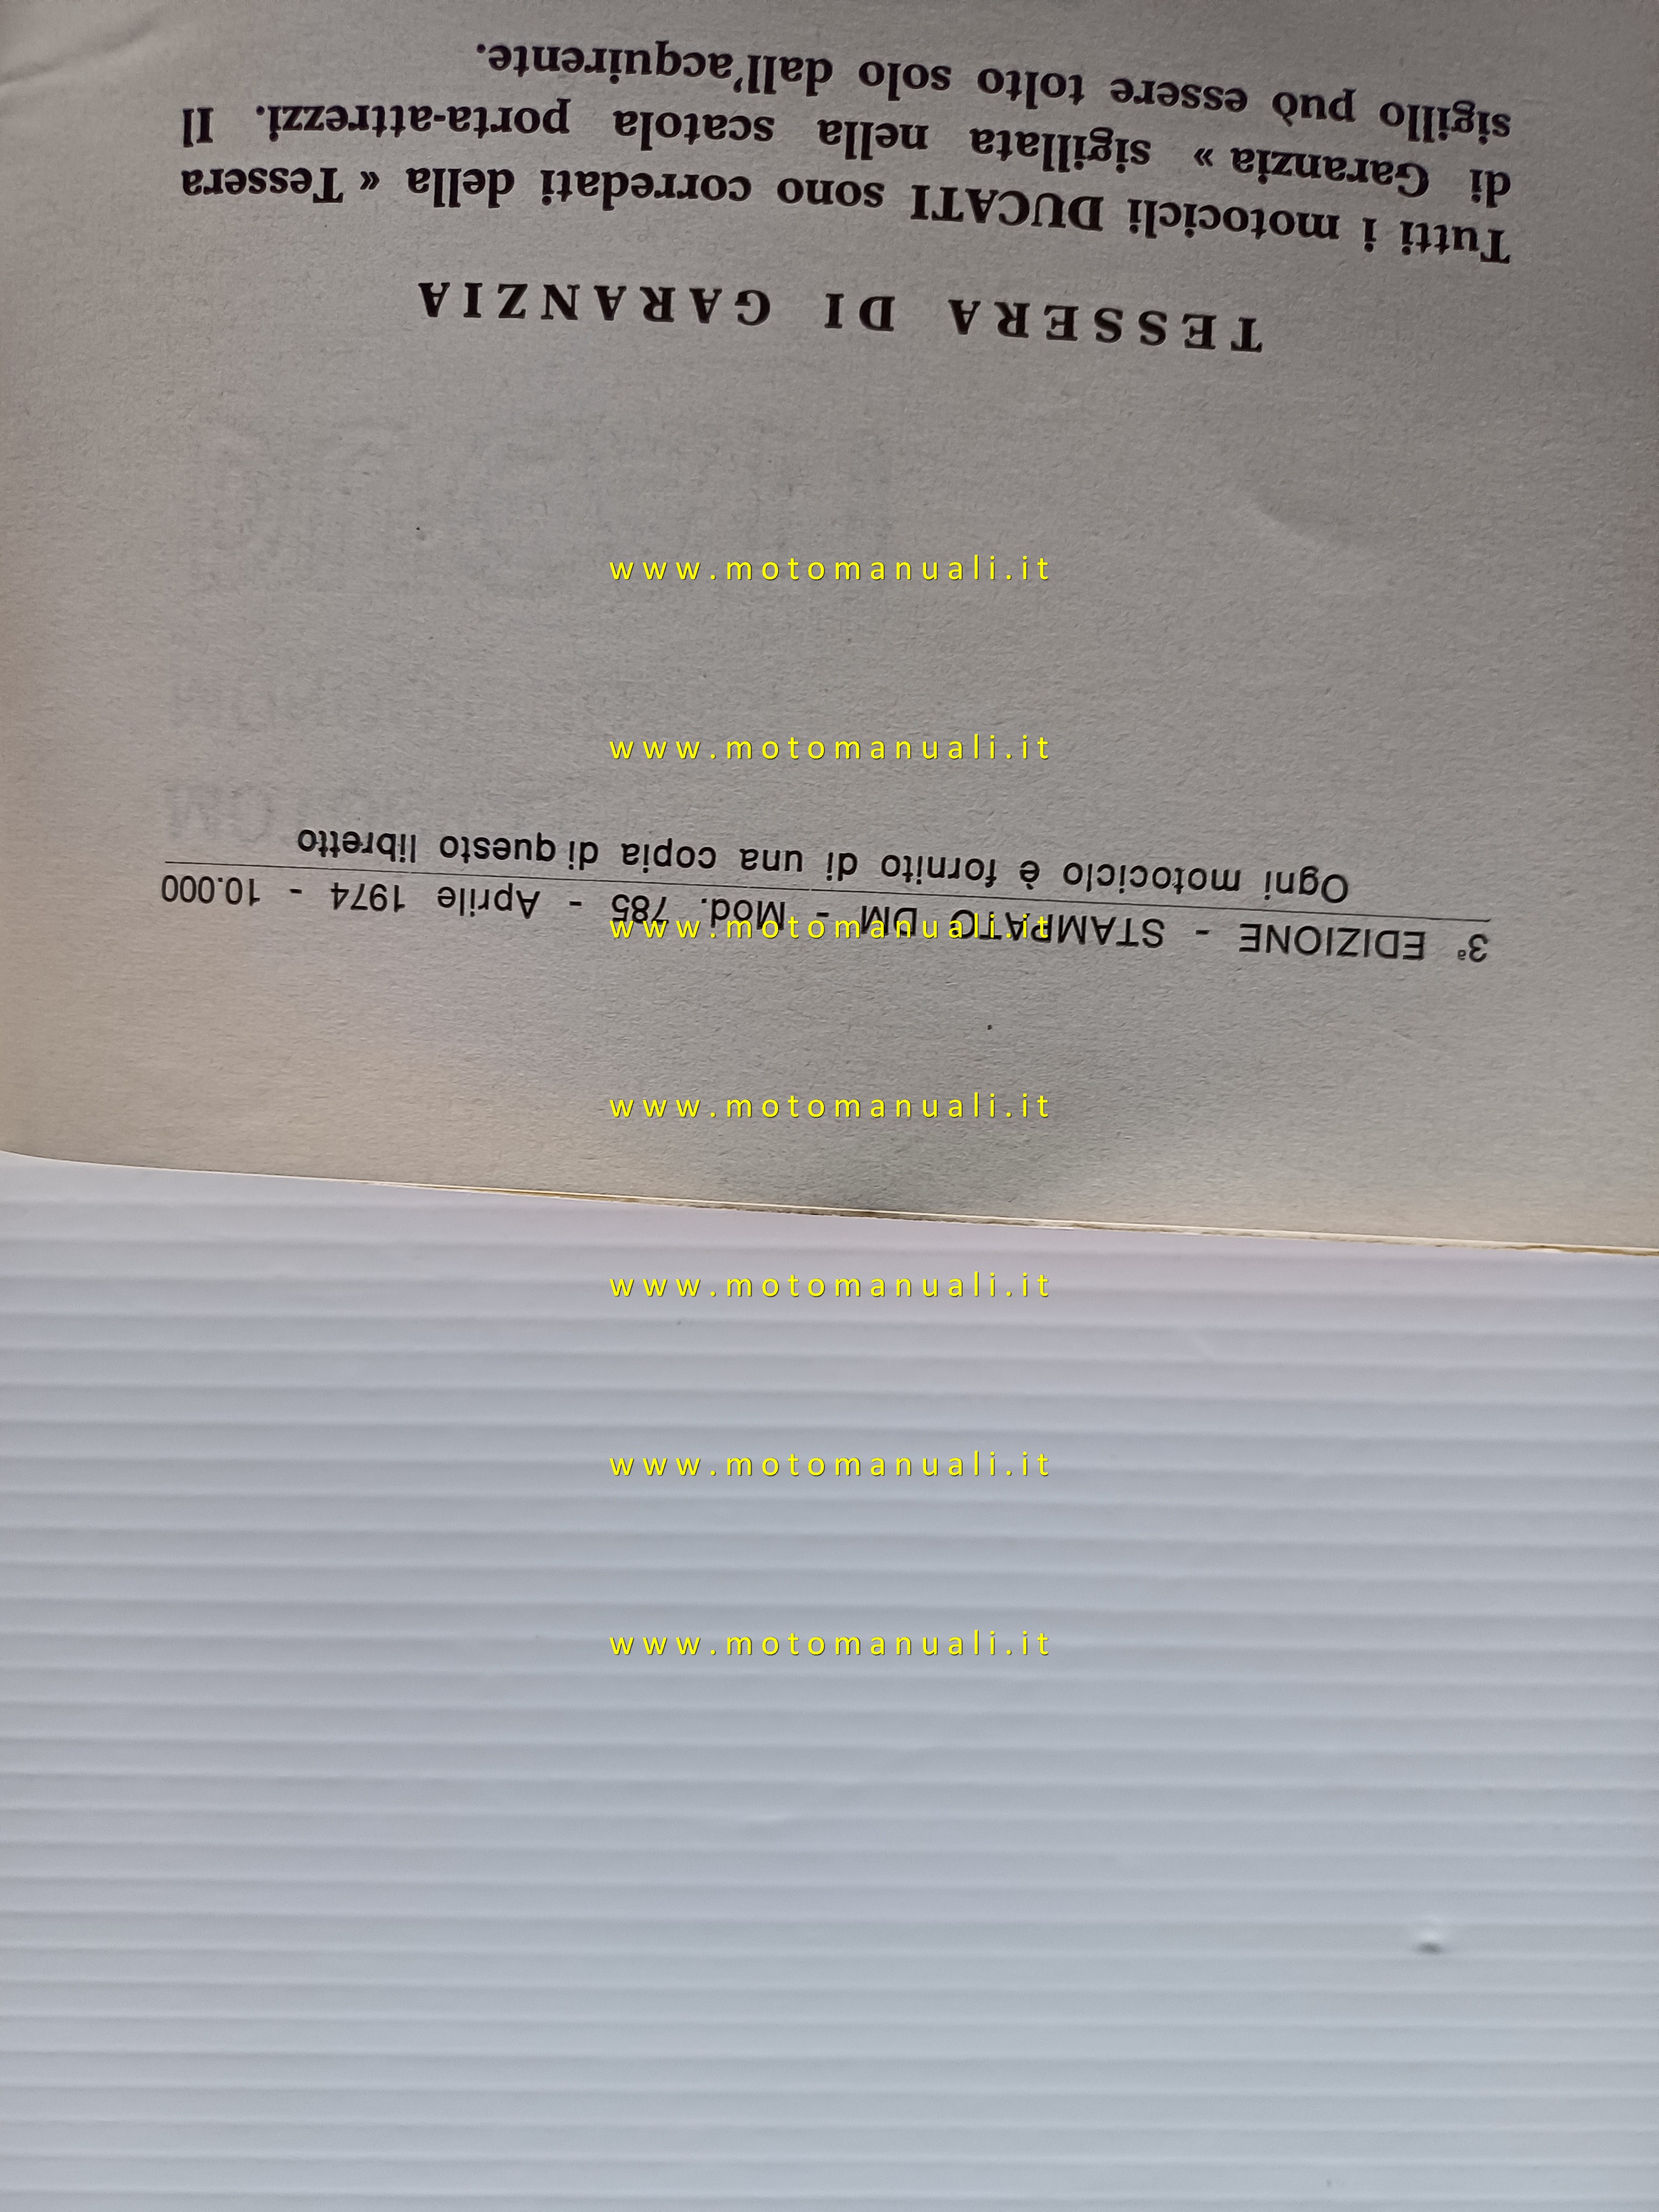 3ª EDIZIONE - STAMPATO DM - Mod. 785 - Aprile 1974 - 10.000
Ogni motociclo è fornito di una copia di questo libretto
TESSERA DI GARANZIA
Tutti i motocicli DUCATI sono corredati della « Tessera
di Garanzia » sigillata nella scatola porta-attrezzi. Il
sigillo può essere tolto solo dall'acquirente.
www.motomanuali.it
www.motomanuali.it
www.motomanuali.it
www.motomanuali.it
www.motomanuali.it
www.motomanuali.it
www.motomanuali.it